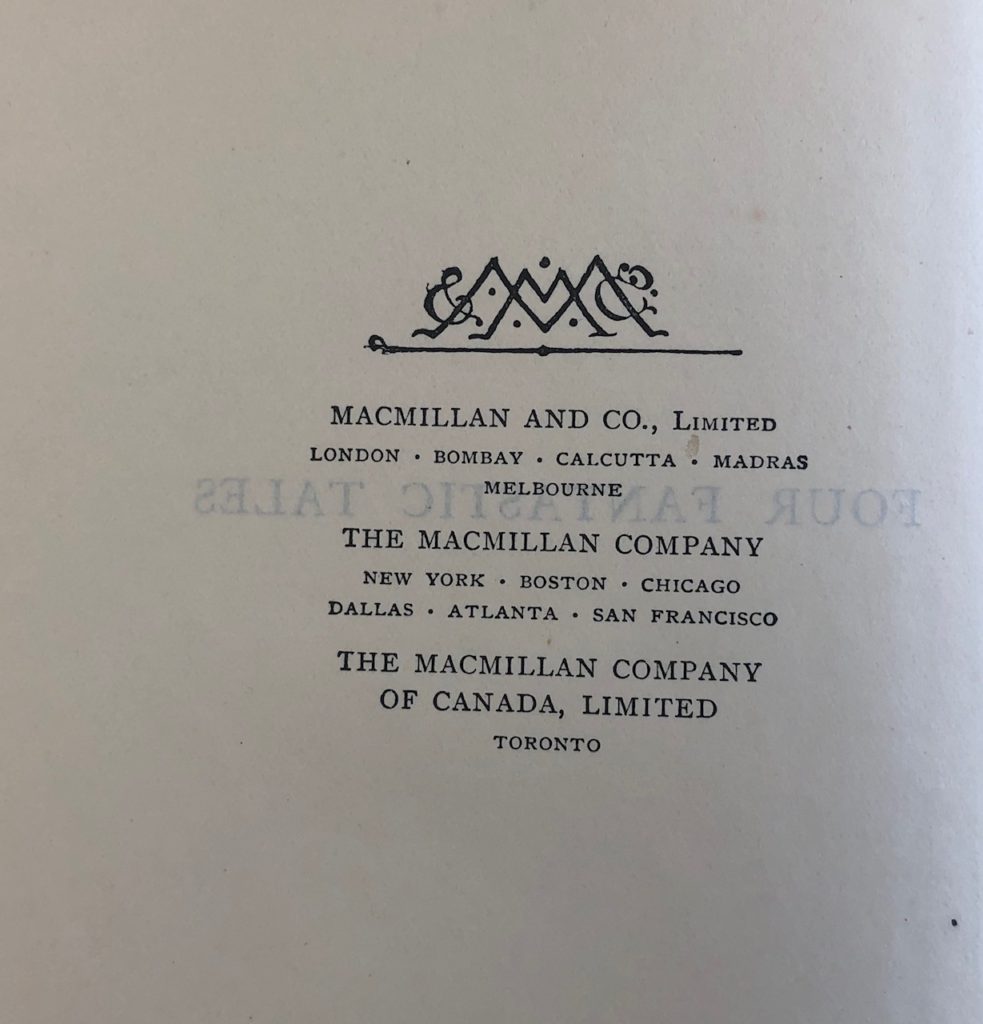 MACMILLAN AND CO., LIMITED
LONDON · BOMBAY · CALCUTTA · MADRAS
MELBOURNE
FOUR FANTASTIC TALES
THE MACMILLAN COMPANY
NEW YORK · BOSTON · CHICAGO
DALLAS · ATLANTA · SAN FRANCISCO
THE MACMILLAN COMPANY
OF CANADA, LIMITED
TORONTO